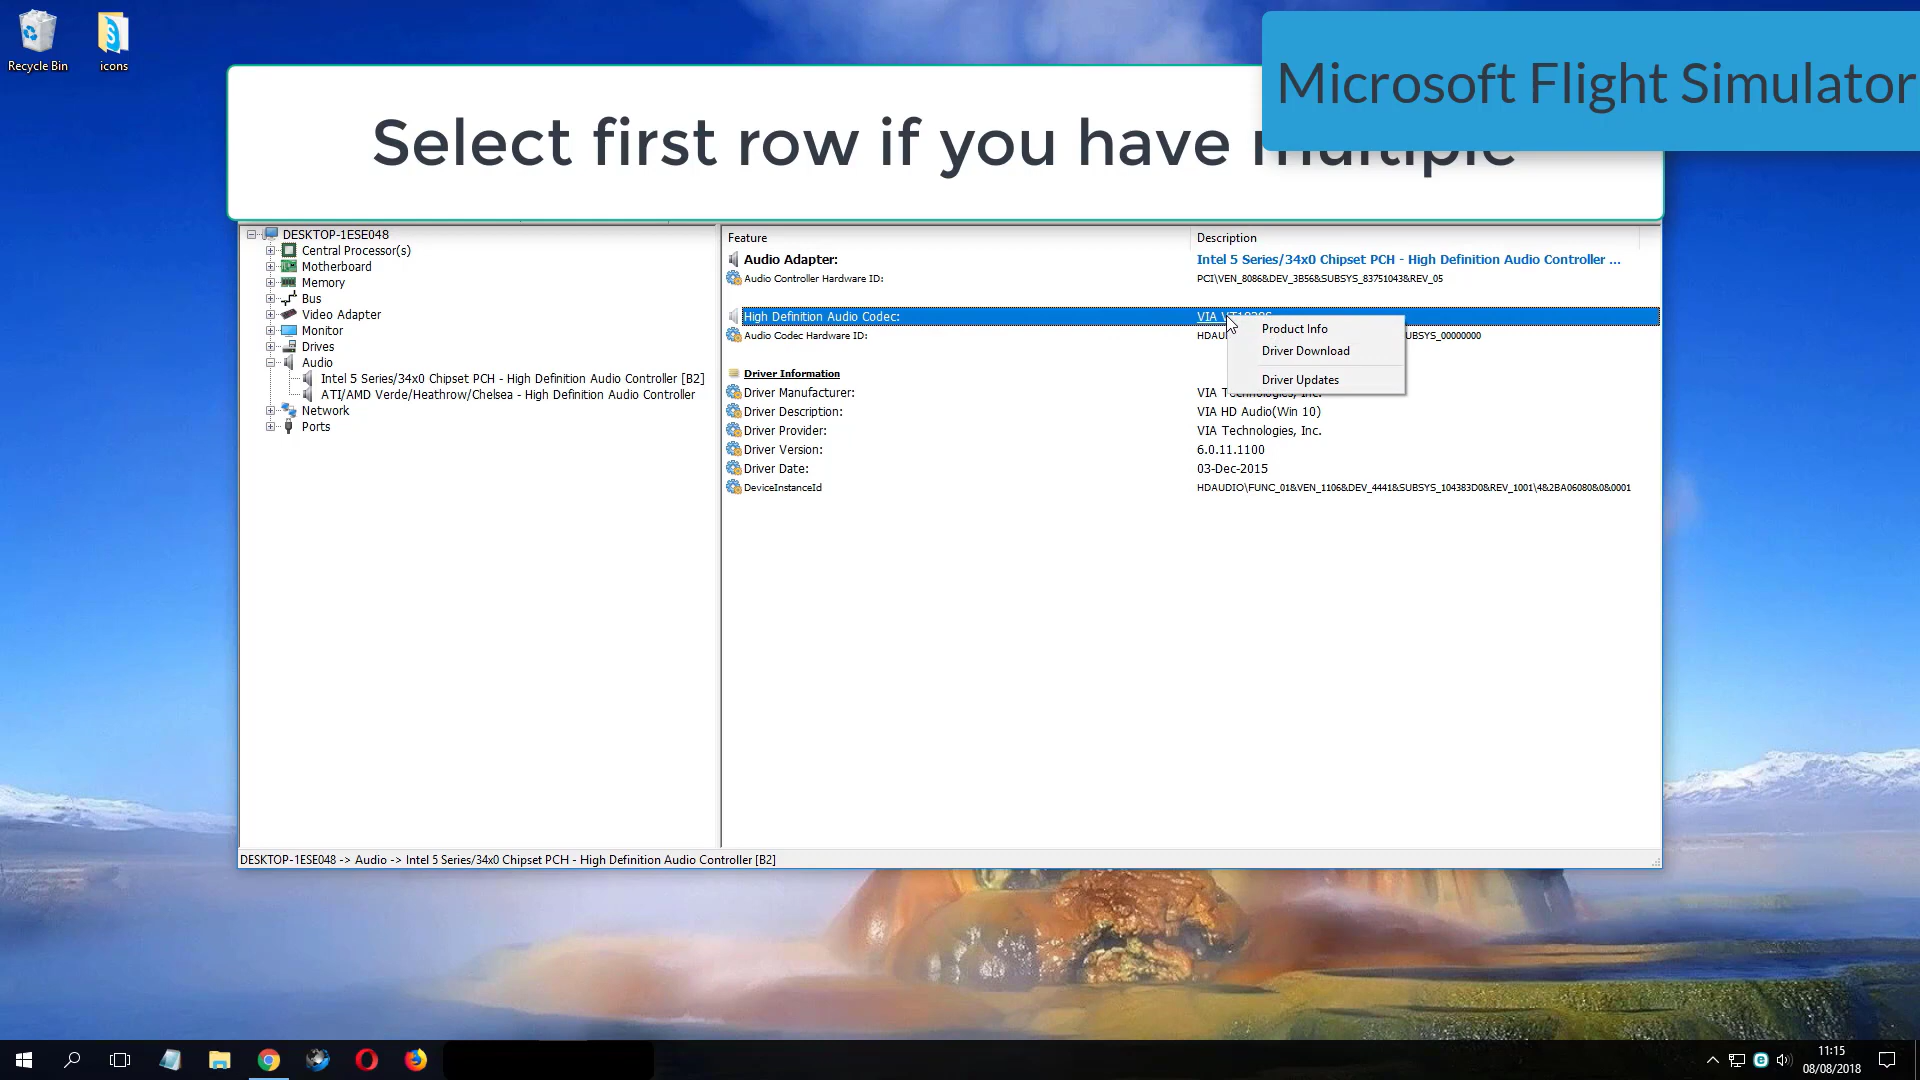 Recycle Bin
icons
Microsoft Flight Simulator
Select first row if you have multiple
DESKTOP-1ESE048
Central Processor(s)
Motherboard
Memory
Bus
Video Adapter
Monitor
Drives
Audio
Intel 5 Series/34x0 Chipset PCH - High Definition Audio Controller [B2]
ATI/AMD Verde/Heathrow/Chelsea - High Definition Audio Controller
Network
Ports
Feature Description
Audio Adapter: Intel 5 Series/34x0 Chipset PCH - High Definition Audio Controller ...
Audio Controller Hardware ID: PCI\VEN_8086&DEV_3B56&SUBSYS_83751043&REV_05
High Definition Audio Codec: VIA
Audio Codec Hardware ID: HDAU UBSYS_00000000
Product Info
Driver Download
Driver Updates
Driver Information
Driver Manufacturer: VIA Technologies, Inc.
Driver Description: VIA HD Audio(Win 10)
Driver Provider: VIA Technologies, Inc.
Driver Version: 6.0.11.1100
Driver Date: 03-Dec-2015
DeviceInstanceId HDAUDIO\FUNC_01&VEN_1106&DEV_4441&SUBSYS_104383D0&REV_1001\4&2BA06080&0&0001
DESKTOP-1ESE048 -> Audio -> Intel 5 Series/34x0 Chipset PCH - High Definition Audio Controller [B2]
11:15
08/08/2018